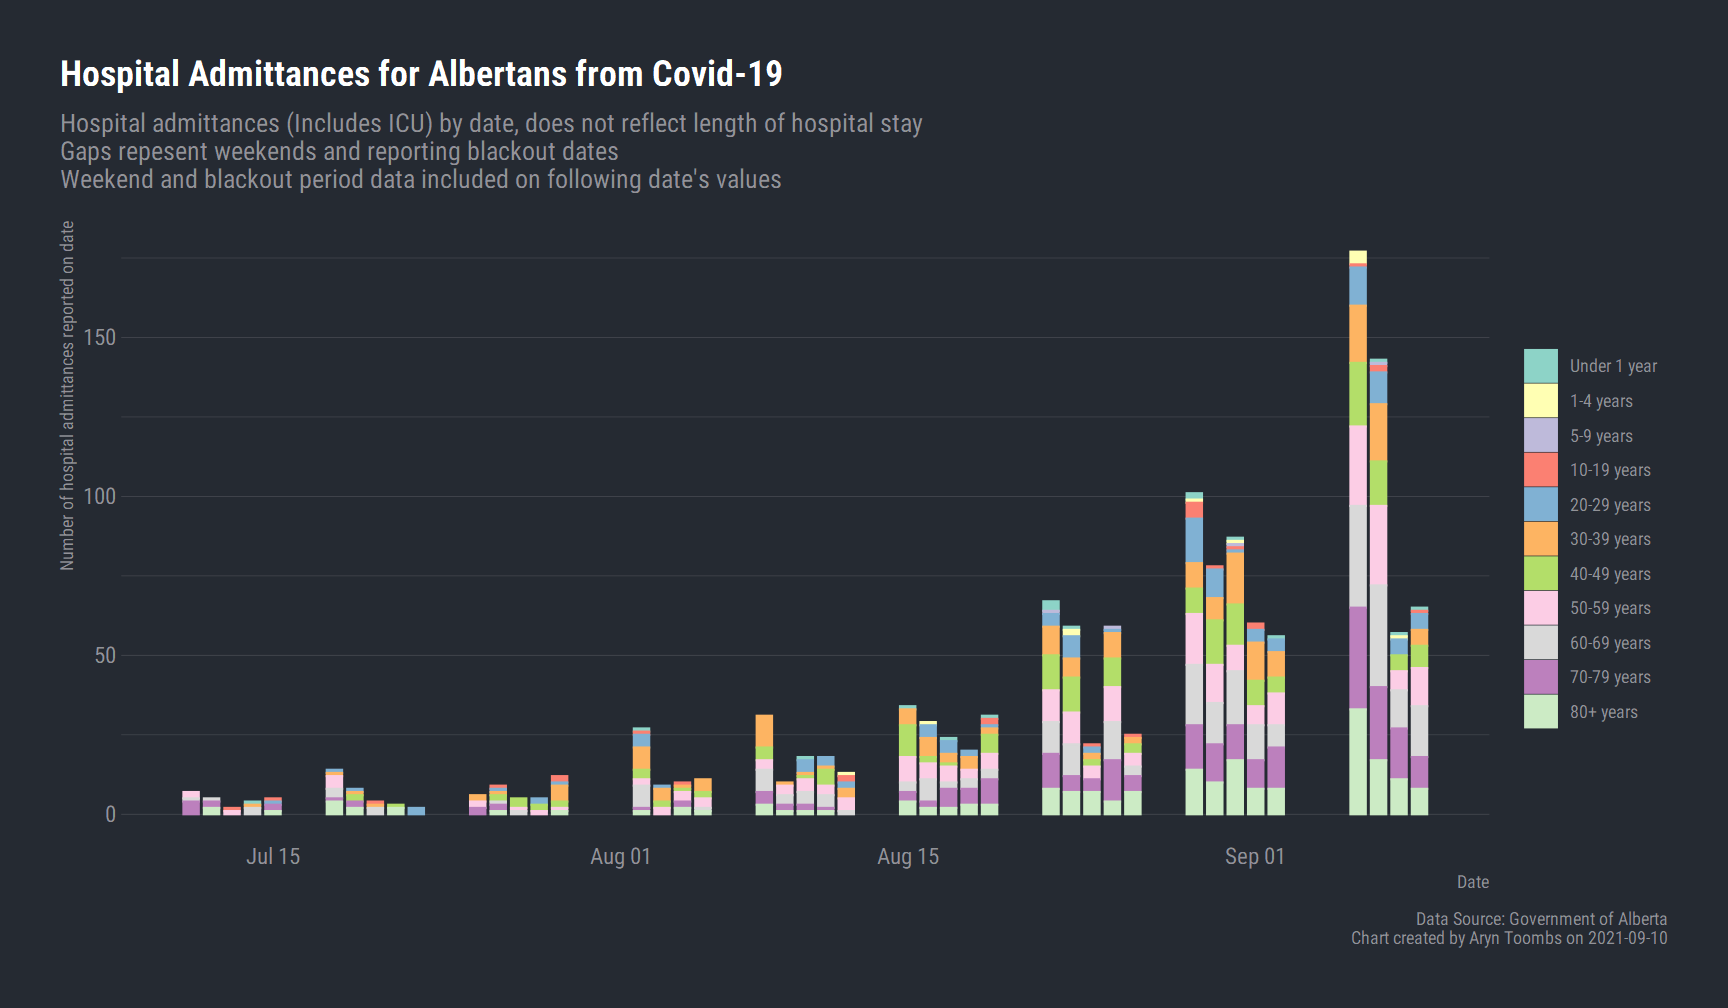 Hospital Admittances for Albertans from Covid-19
Hospital admittances (Includes ICU) by date, does not reflect length of hospital stay
Gaps repesent weekends and reporting blackout dates
Weekend and blackout period data included on following date's values
Number of hospital admittances reported on date
150
100
50
0
Jul 15
Aug 01
Aug 15
Sep 01
Date
Under 1 year
1-4 years
5-9 years
10-19 years
20-29 years
30-39 years
40-49 years
50-59 years
60-69 years
70-79 years
80+ years
Data Source: Government of Alberta
Chart created by Aryn Toombs on 2021-09-10